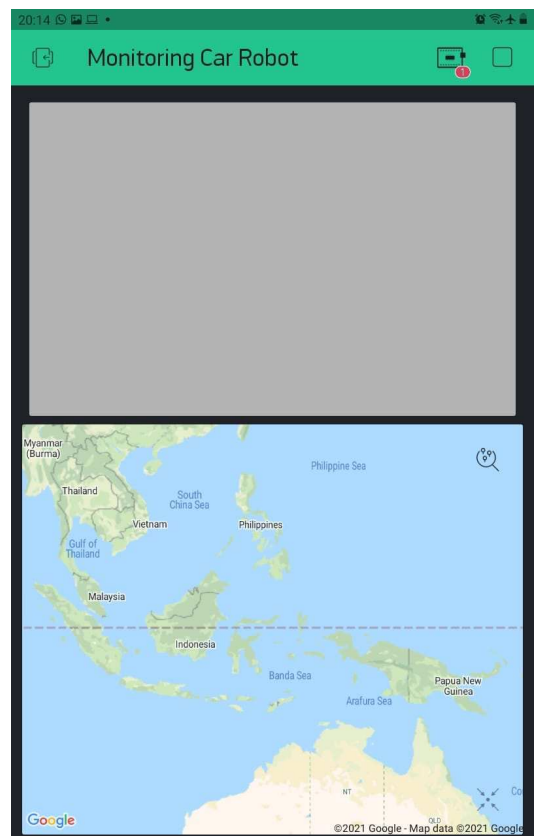 20:14
Monitoring Car Robot
1
Myanmar
(Burma)
Philippine Sea
Thailand
South
China Sea
Vietnam
Philippines
Gulf of
Thailand
Malaysia
Indonesia
Banda Sea
Papua New
Guinea
Arafura Sea
NT
Co
QLD
Google
©2021 Google - Map data ©2021 Google